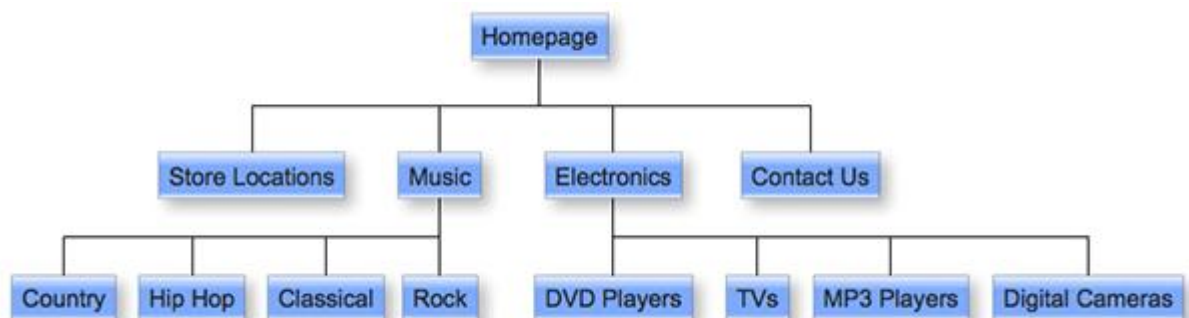 Homepage
Store Locations
Music
Electronics
Contact Us
Country
Hip Hop
Classical
Rock
DVD Players
TVs
MP3 Players
Digital Cameras